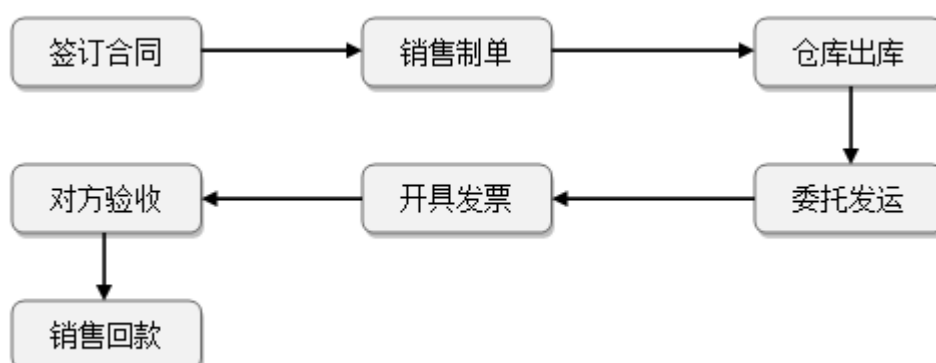 签订合同
销售制单
仓库出库
委托发运
开具发票
对方验收
销售回款